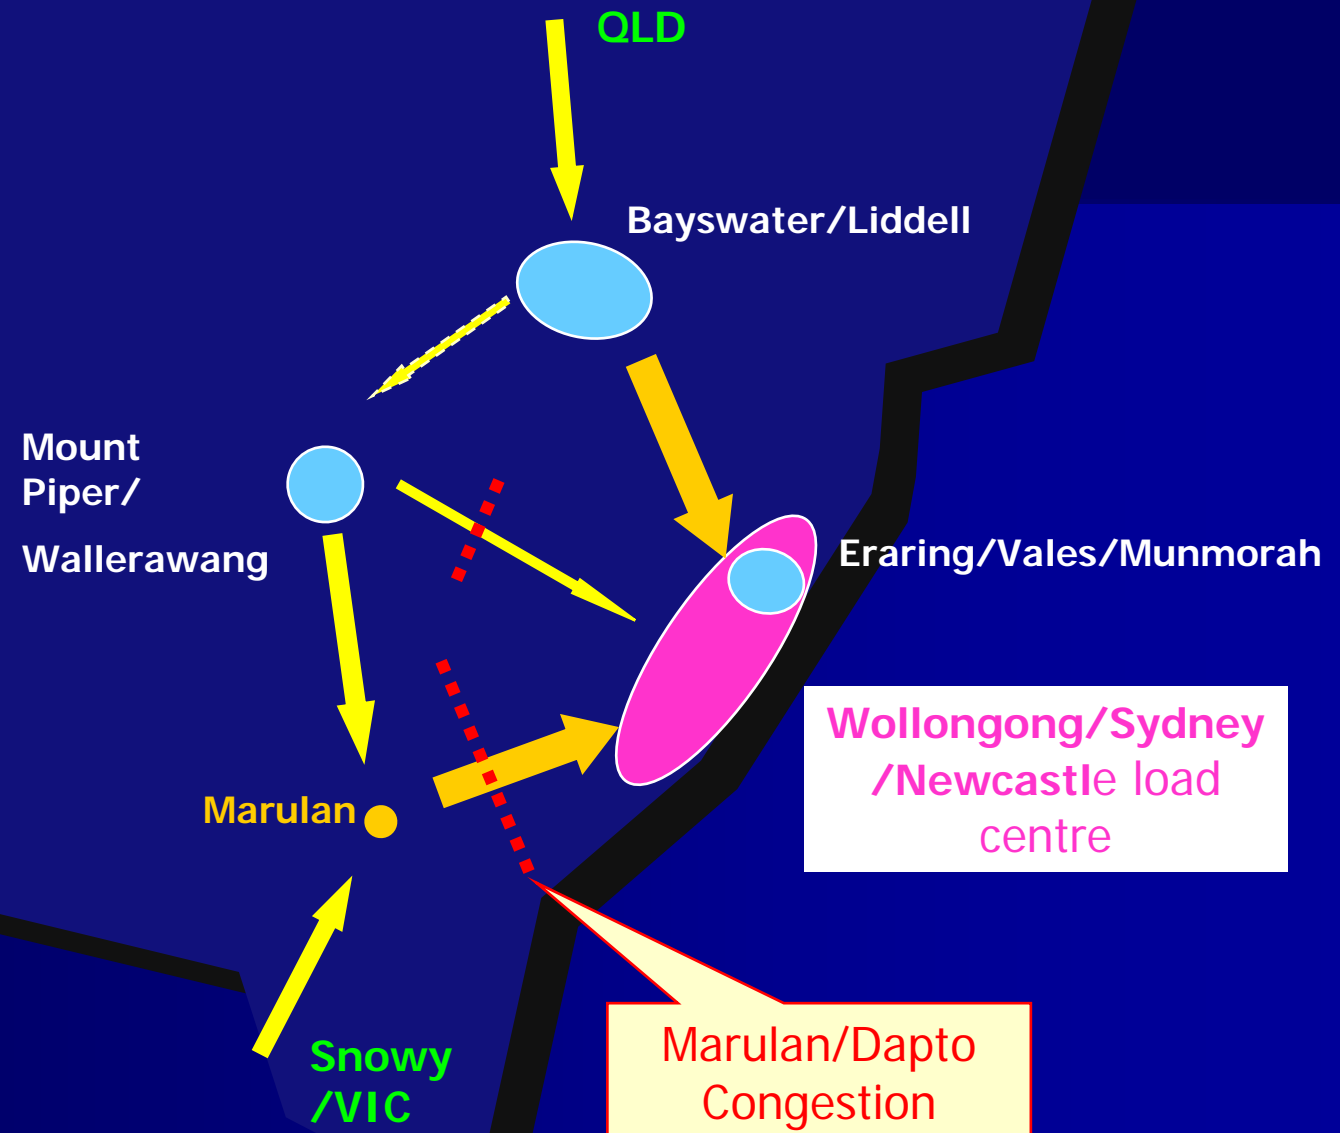 QLD
Bayswater/Liddell
Mount
Piper/
Wallerawang
Eraring/Vales/Munmorah
Wollongong/Sydney
/Newcastle load
centre
Marulan
Snowy
/VIC
Marulan/Dapto
Congestion